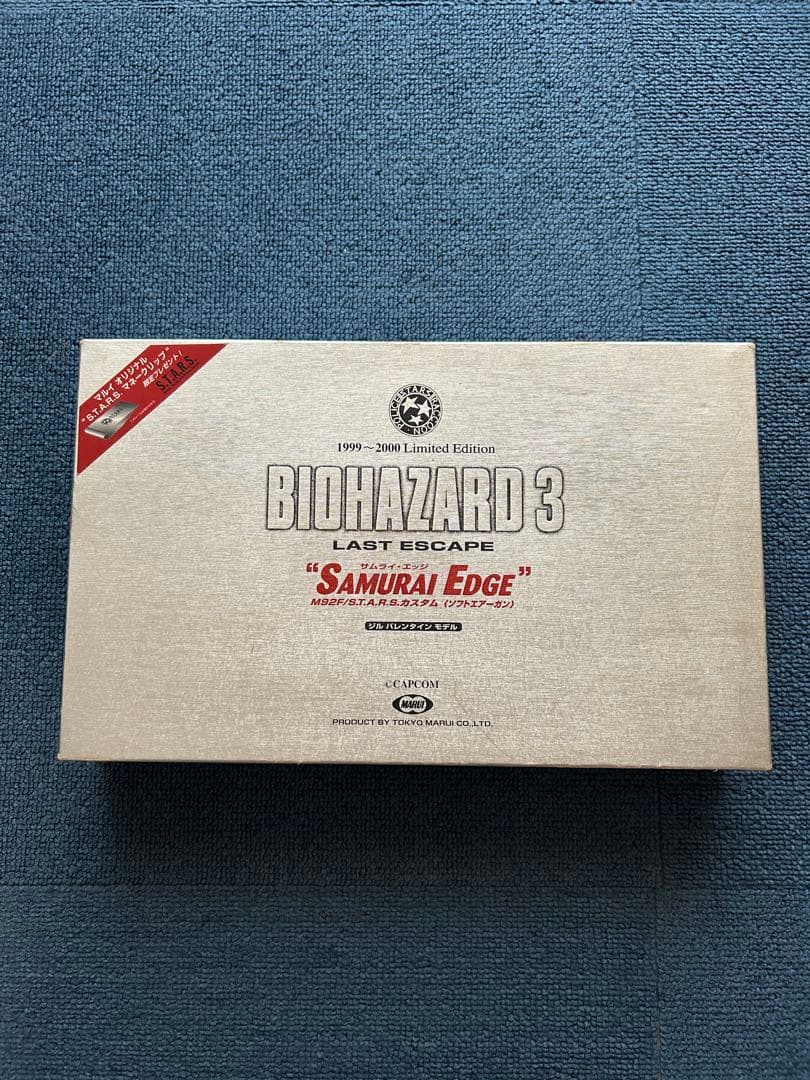 マルイ オリジナル
"S.T.A.R.S. マネークリップ"
限定プレゼント!
S.T.A.R.S.
POLICE S.T.A.R.S. RACCOON
1999～2000 Limited Edition
BIOHAZARD 3
LAST ESCAPE
サムライ・エッジ
"SAMURAI EDGE"
M92F/S.T.A.R.S.カスタム (ソフトエアーガン)
ジル バレンタイン モデル
©CAPCOM
MARUI
PRODUCT BY TOKYO MARUI CO.,LTD.